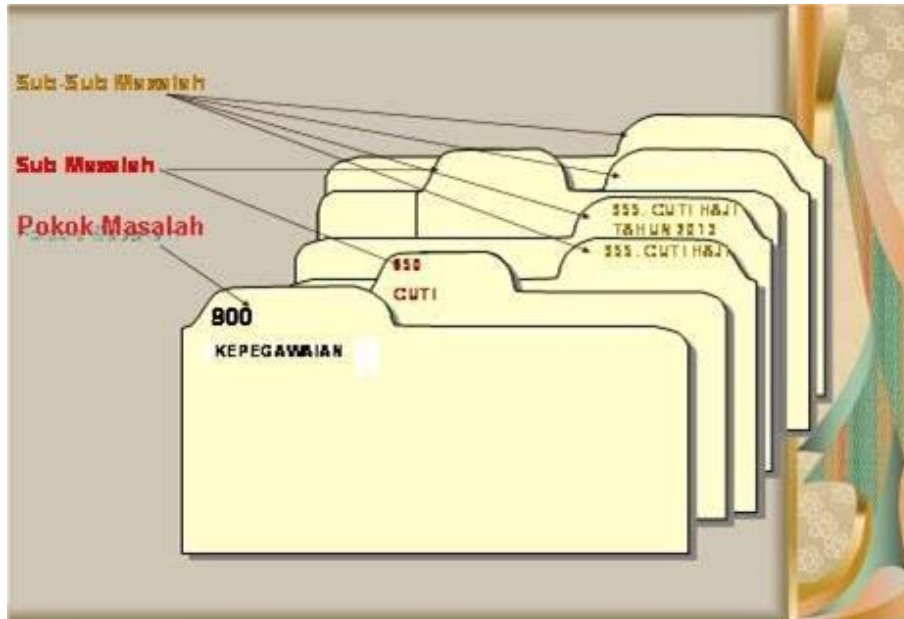 Sub-Sub Masalah
Sub Masalah
Pokok Masalah
855. CUTI HAJI
TAHUN 2012
855. CUTI HAJI
850
CUTI
800
KEPEGAWAIAN